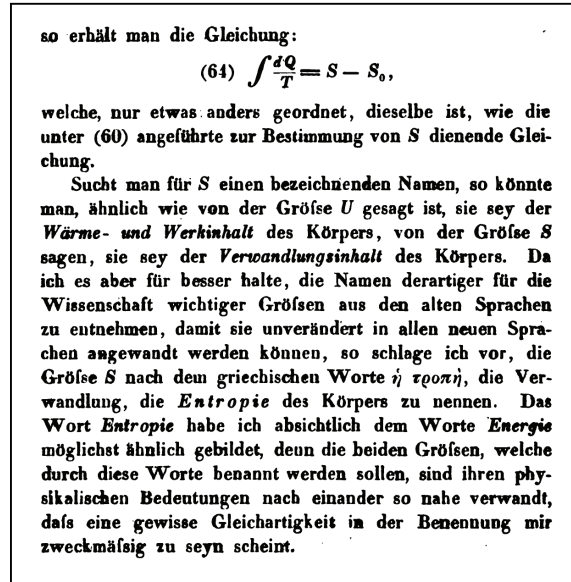 so erhält man die Gleichung:
(64) ∫ dQ/T = S − S₀,
welche, nur etwas anders geordnet, dieselbe ist, wie die
unter (60) angeführte zur Bestimmung von S dienende Glei-
chung.
Sucht man für S einen bezeichnenden Namen, so könnte
man, ähnlich wie von der Gröſse U gesagt ist, sie sey der
Wärme- und Werkinhalt des Körpers, von der Gröſse S
sagen, sie sey der Verwandlungsinhalt des Körpers. Da
ich es aber für besser halte, die Namen derartiger für die
Wissenschaft wichtiger Gröſsen aus den alten Sprachen
zu entnehmen, damit sie unverändert in allen neuen Spra-
chen angewandt werden können, so schlage ich vor, die
Gröſse S nach dem griechischen Worte ἡ τροπὴ, die Ver-
wandlung, die Entropie des Körpers zu nennen. Das
Wort Entropie habe ich absichtlich dem Worte Energie
möglichst ähnlich gebildet, denn die beiden Gröſsen, welche
durch diese Worte benannt werden sollen, sind ihren phy-
sikalischen Bedeutungen nach einander so nahe verwandt,
daſs eine gewisse Gleichartigkeit in der Benennung mir
zweckmäſsig zu seyn scheint.